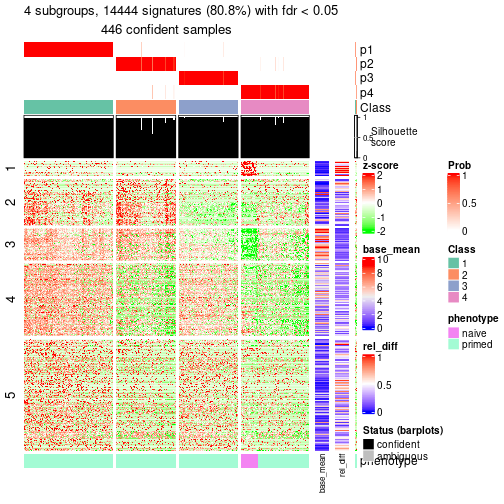 4 subgroups, 14444 signatures (80.8%) with fdr < 0.05
446 confident samples
p1
p2
p3
p4
Class
1
0.5
0
Silhouette
score
1
2
3
4
5
z-score
2
1
0
-1
-2
base_mean
10
8
6
4
2
0
rel_diff
1
0.5
0
Status (barplots)
confident
ambiguous
Prob
1
0.5
0
Class
1
2
3
4
phenotype
naive
primed
phenotype
base_mean
rel_diff